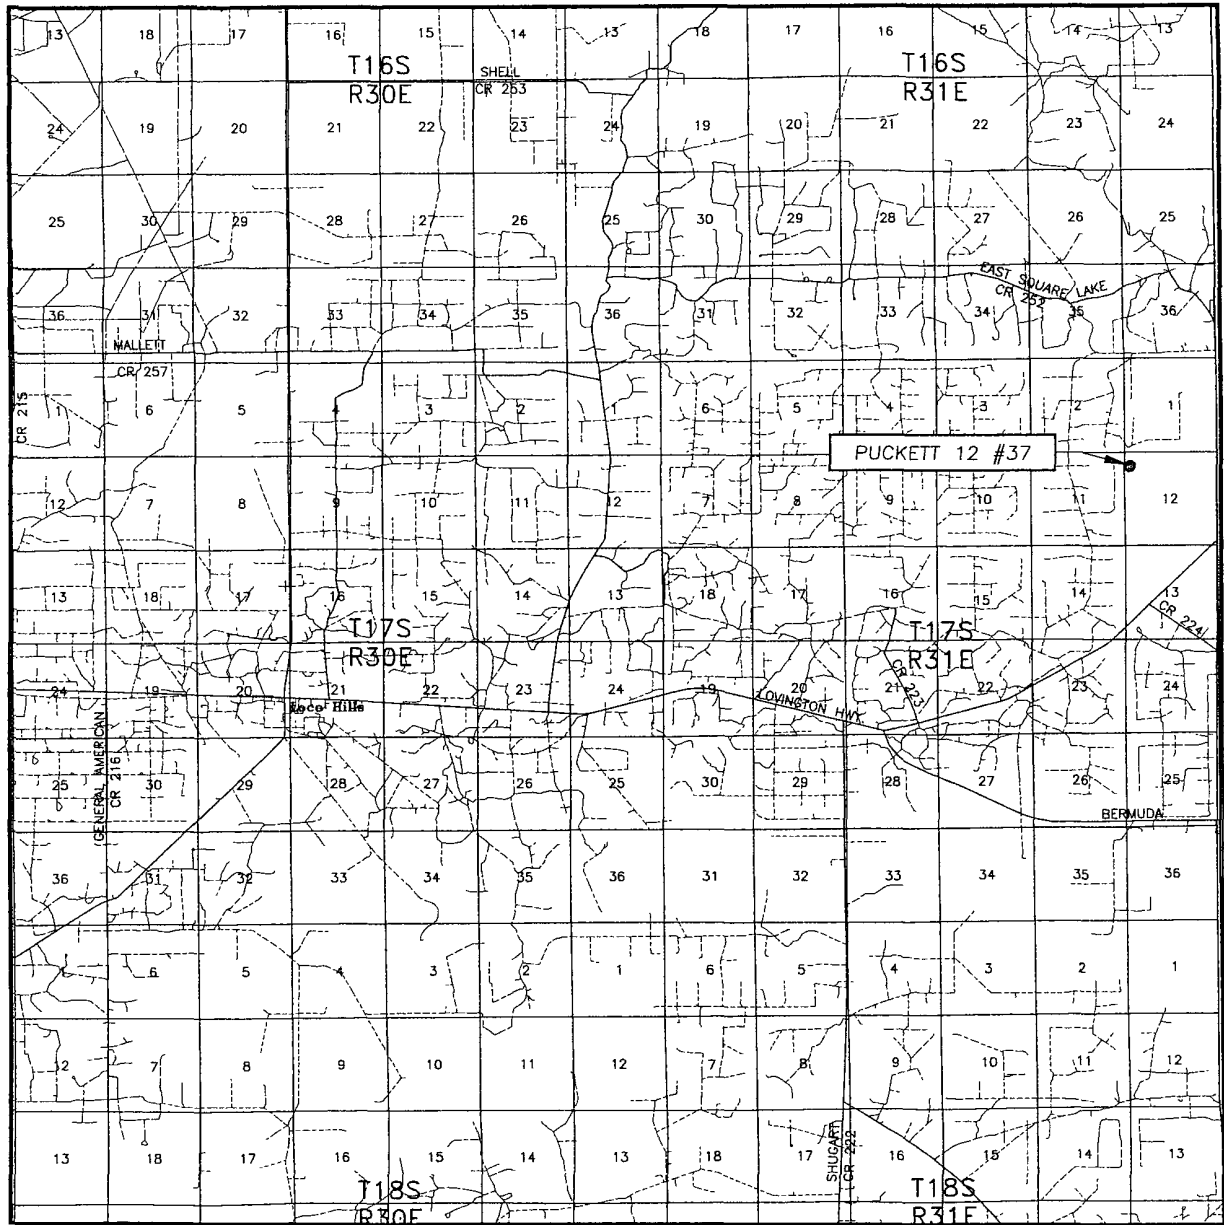 13 18 17 16 15 14 13 18 17 16 15 14 13
T16S T16S
R30E R31E
SHELL
CR 253
24 19 20 21 22 23 24 19 20 21 22 23 24
25 30 29 28 27 26 25 30 29 28 27 26 25
EAST SQUARE LAKE
CR 252
36 31 32 33 34 35 36 31 32 33 34 35 36
MALLETT
CR 257
CR 215
1 6 5 4 3 2 1 6 5 4 3 2 1
PUCKETT 12 #37
12 7 8 9 10 11 12 7 8 9 10 11 12
13 18 17 16 15 14 13 18 17 16 15 14 13
CR 224
T17S T17S
R30E R31E
24 19 20 21 22 23 24 19 20 21 22 23 24
CR 223
LOVINGTON HWY
Loco Hills
GENERAL AMERICAN
CR 216
25 30 29 28 27 26 25 30 29 28 27 26 25
BERMUDA
36 31 32 33 34 35 36 31 32 33 34 35 36
1 6 5 4 3 2 1 6 5 4 3 2 1
12 7 8 9 10 11 12 7 8 9 10 11 12
SHUGART
CR 222
13 18 17 16 15 14 13 18 17 16 15 14 13
T18S T18S
R30E R31E